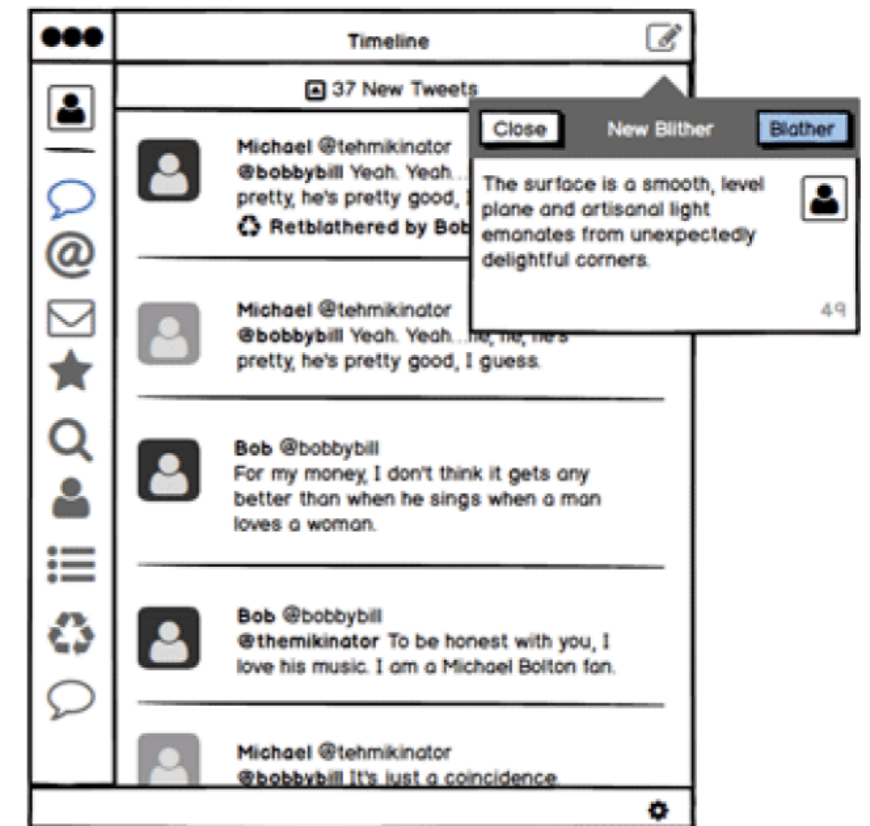 Timeline
37 New Tweets
Close New Blither Blather
The surface is a smooth, level
plane and artisanal light
emanates from unexpectedly
delightful corners.
49
Michael @tehmikinator
@bobbybill Yeah. Yeah...
pretty, he's pretty good,
Retblathered by Bob
Michael @tehmikinator
@bobbybill Yeah. Yeah...he, he, he's
pretty, he's pretty good, I guess.
Bob @bobbybill
For my money, I don't think it gets any
better than when he sings when a man
loves a woman.
Bob @bobbybill
@themikinator To be honest with you, I
love his music. I am a Michael Bolton fan.
Michael @tehmikinator
@bobbybill It's just a coincidence.